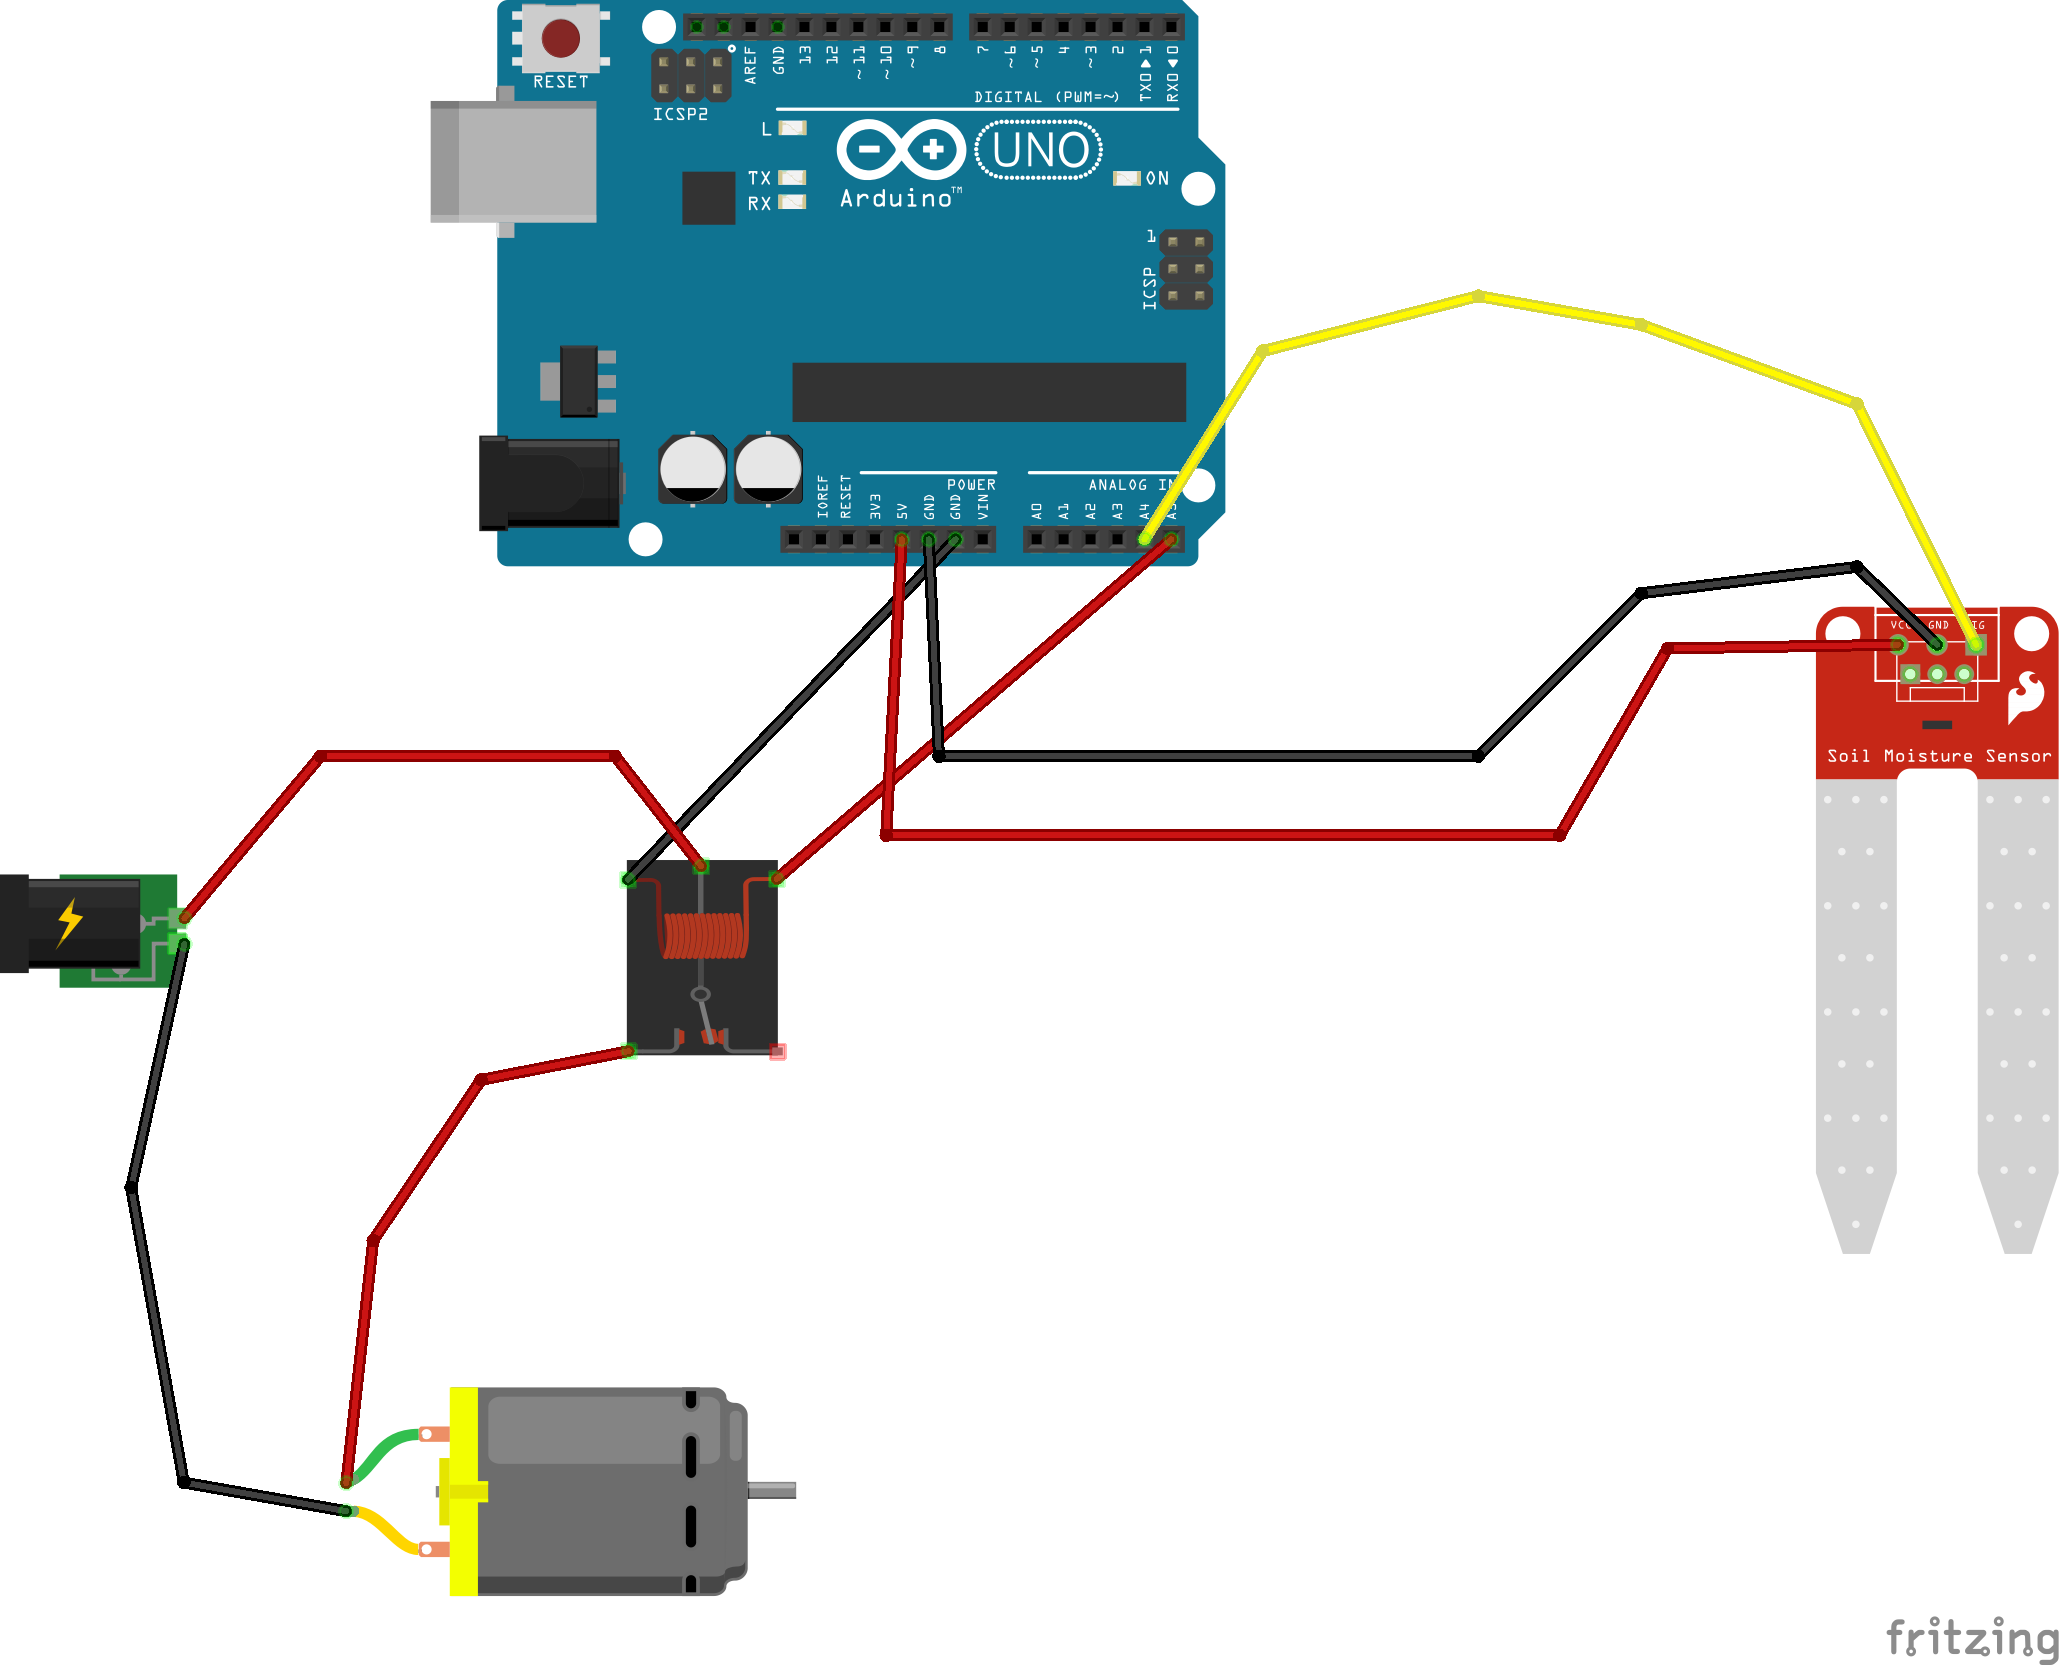 RESET
ICSP2
AREF
GND
13
12
~11
~10
~9
8
7
~6
~5
4
~3
2
TX0 ▶ 1
RX0 ◀ 0
DIGITAL (PWM=~)
L
TX
RX
UNO
Arduino™
ON
1
ICSP
POWER
ANALOG IN
IOREF
RESET
3V3
5V
GND
GND
VIN
A0
A1
A2
A3
A4
A5
VCC
GND
SIG
Soil Moisture Sensor
fritzing